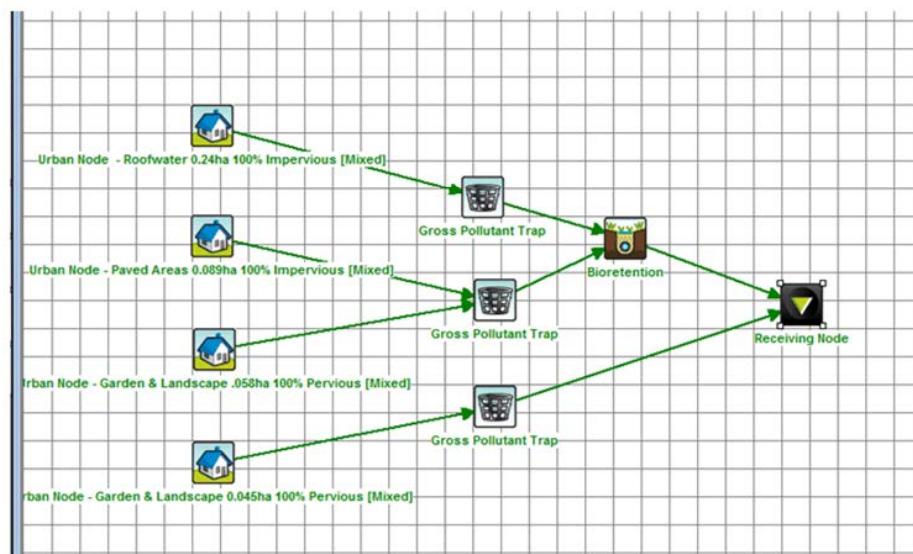 Urban Node - Roofwater 0.24ha 100% Impervious [Mixed]
Gross Pollutant Trap
Urban Node - Paved Areas 0.089ha 100% Impervious [Mixed]
Bioretention
Gross Pollutant Trap
Receiving Node
rban Node - Garden & Landscape .058ha 100% Pervious [Mixed]
Gross Pollutant Trap
rban Node - Garden & Landscape 0.045ha 100% Pervious [Mixed]